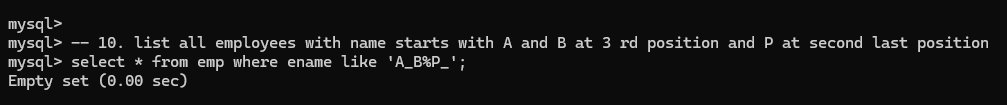 mysql>
mysql> -- 10. list all employees with name starts with A and B at 3 rd position and P at second last position
mysql> select * from emp where ename like 'A_B%P_';
Empty set (0.00 sec)